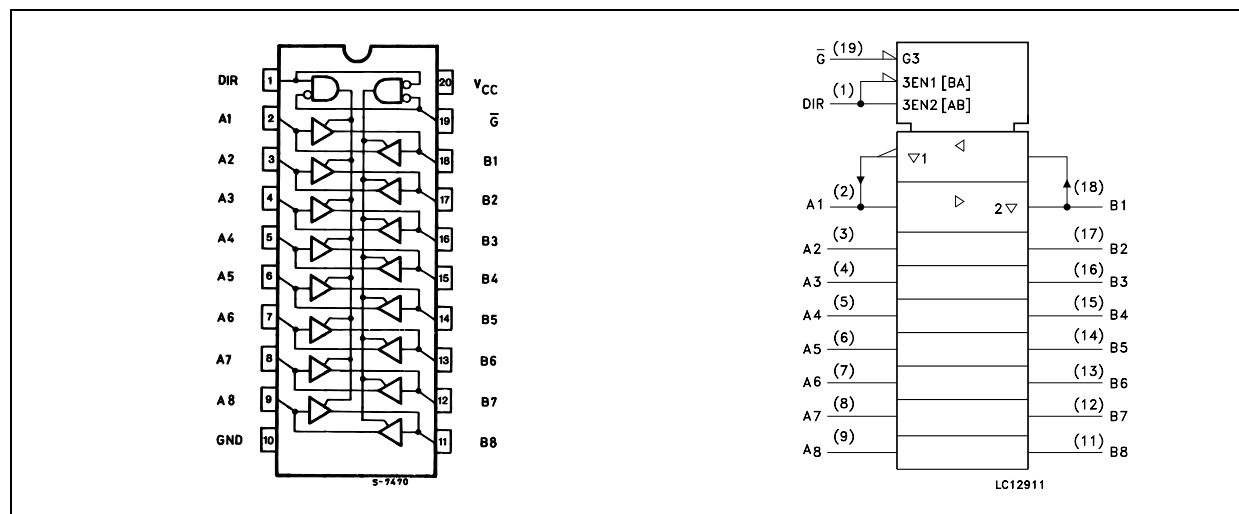 DIR 1 20 VCC
A1 2 19 G̅
A2 3 18 B1
A3 4 17 B2
A4 5 16 B3
A5 6 15 B4
A6 7 14 B5
A7 8 13 B6
A8 9 12 B7
GND 10 11 B8
S-7470
G̅ (19) G3
3EN1 [BA]
DIR (1) 3EN2 [AB]
▽1 ◁
A1 (2) ▷ 2▽ (18) B1
A2 (3) (17) B2
A3 (4) (16) B3
A4 (5) (15) B4
A5 (6) (14) B5
A6 (7) (13) B6
A7 (8) (12) B7
A8 (9) (11) B8
LC12911